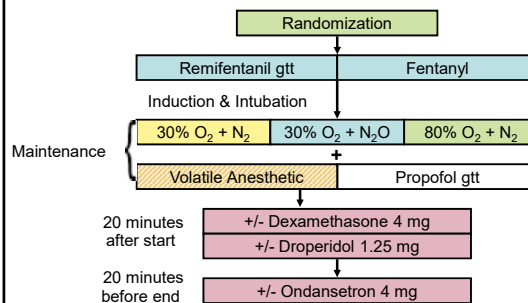 Randomization
Remifentanil gtt Fentanyl
Induction & Intubation
Maintenance
30% O₂ + N₂ 30% O₂ + N₂O 80% O₂ + N₂
+
Volatile Anesthetic Propofol gtt
20 minutes
after start
+/- Dexamethasone 4 mg
+/- Droperidol 1.25 mg
20 minutes
before end
+/- Ondansetron 4 mg